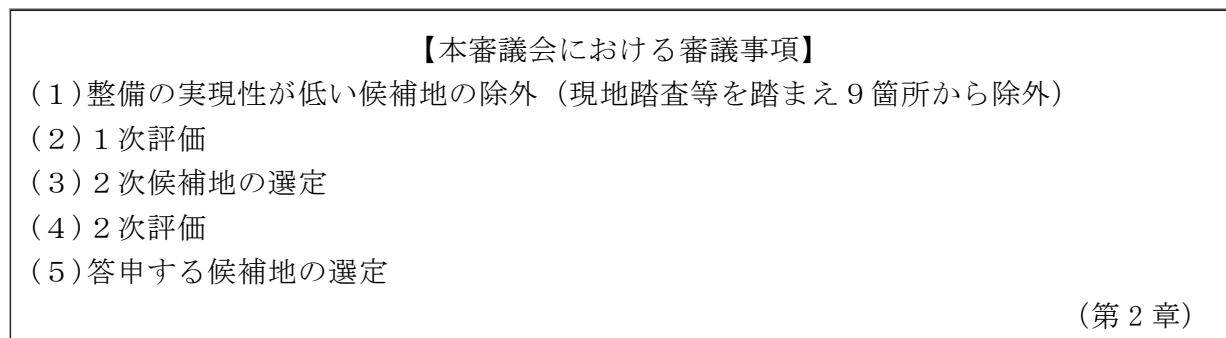 【本審議会における審議事項】
(１)整備の実現性が低い候補地の除外（現地踏査等を踏まえ９箇所から除外）
(２)１次評価
(３)２次候補地の選定
(４)２次評価
(５)答申する候補地の選定
（第 2 章）